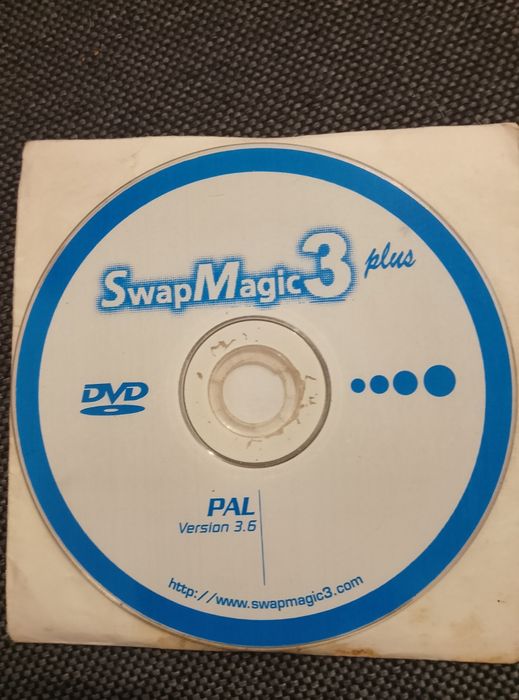 SwapMagic3 plus
DVD
PAL
Version 3.6
http://www.swapmagic3.com